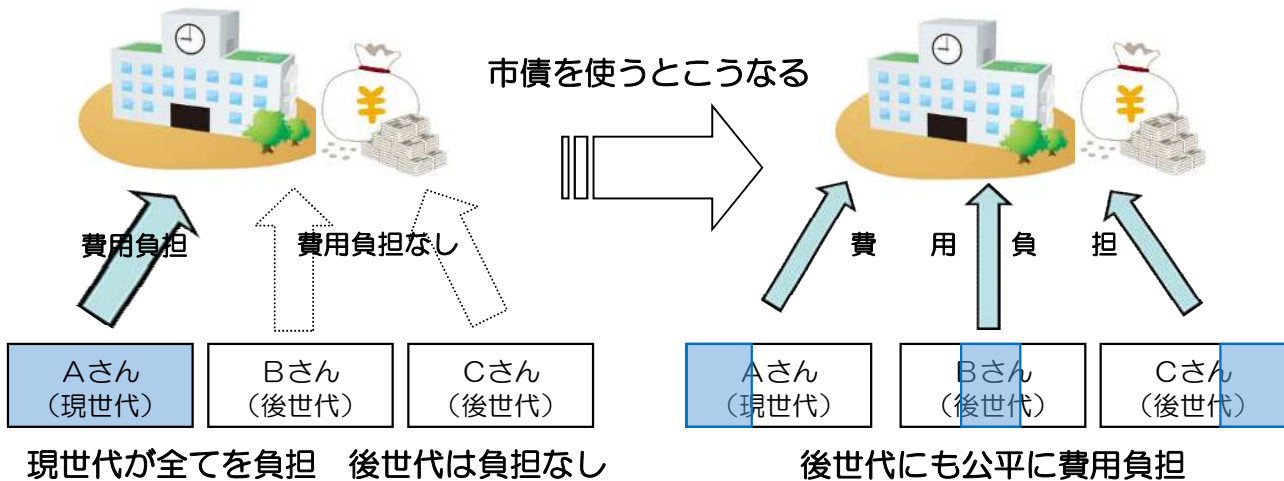 市債を使うとこうなる
¥
¥
費用負担
費用負担なし
費用負担
Aさん
(現世代)
Bさん
(後世代)
Cさん
(後世代)
Aさん
(現世代)
Bさん
(後世代)
Cさん
(後世代)
現世代が全てを負担 後世代は負担なし
後世代にも公平に費用負担